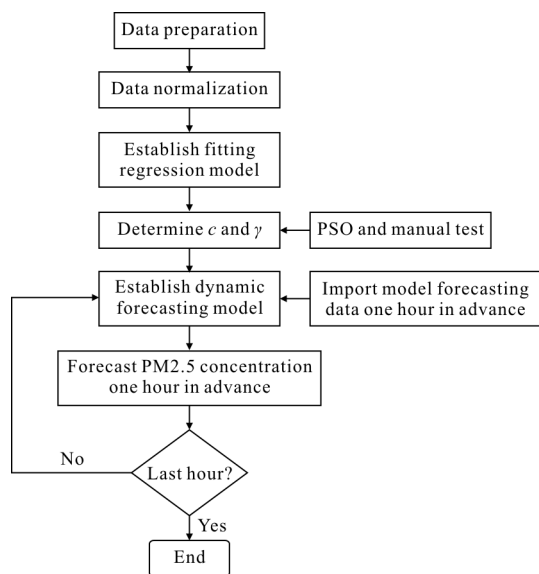 Data preparation
Data normalization
Establish fitting
regression model
Determine c and γ
PSO and manual test
Establish dynamic
forecasting model
Import model forecasting
data one hour in advance
Forecast PM2.5 concentration
one hour in advance
No
Last hour?
Yes
End